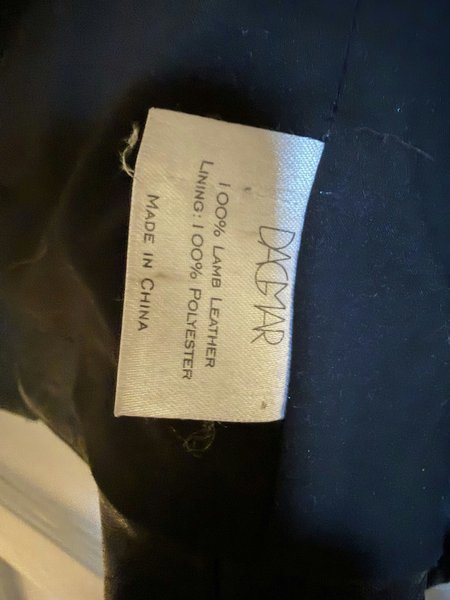 DAGMAR
100% LAMB LEATHER
LINING: 100% POLYESTER
MADE IN CHINA